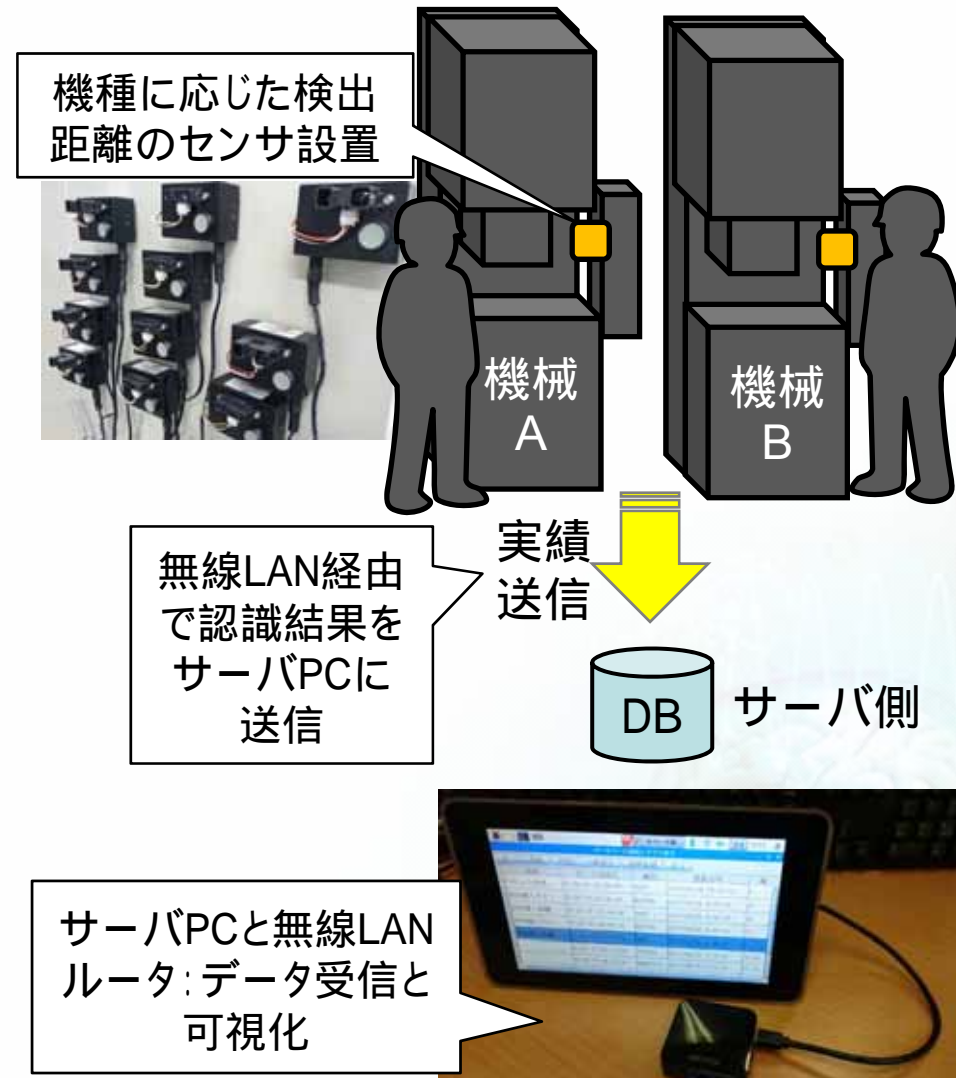 機種に応じた検出
距離のセンサ設置
機械
A
機械
B
実績
送信
無線LAN経由
で認識結果を
サーバPCに
送信
DB
サーバ側
サーバPCと無線LAN
ルータ:データ受信と
可視化